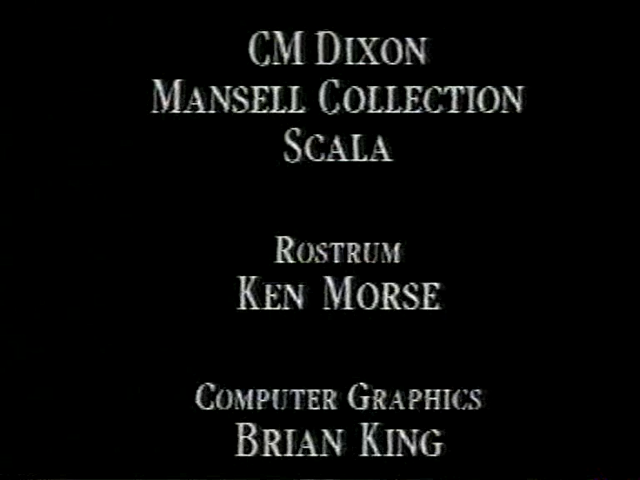 CM DIXON
MANSELL COLLECTION
SCALA
ROSTRUM
KEN MORSE
COMPUTER GRAPHICS
BRIAN KING